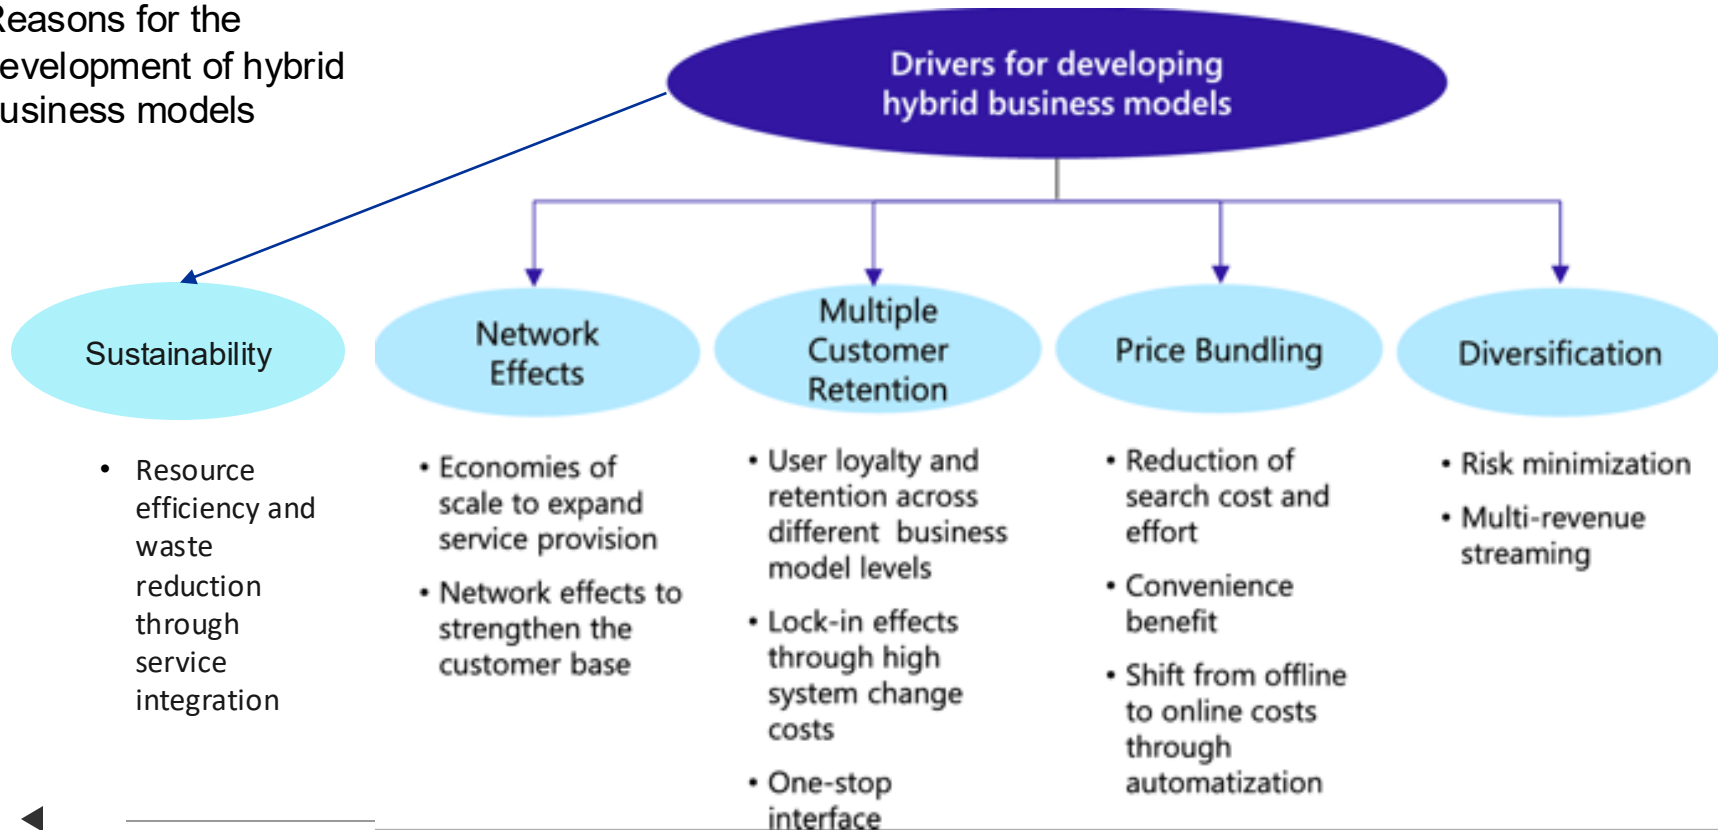 Reasons for the
evelopment of hybrid
usiness models
Drivers for developing
hybrid business models
Sustainability
Network
Effects
Multiple
Customer
Retention
Price Bundling
Diversification
• Resource
efficiency and
waste
reduction
through
service
integration
• Economies of
scale to expand
service provision
• Network effects to
strengthen the
customer base
• User loyalty and
retention across
different business
model levels
• Lock-in effects
through high
system change
costs
• One-stop
interface
• Reduction of
search cost and
effort
• Convenience
benefit
• Shift from offline
to online costs
through
automatization
• Risk minimization
• Multi-revenue
streaming